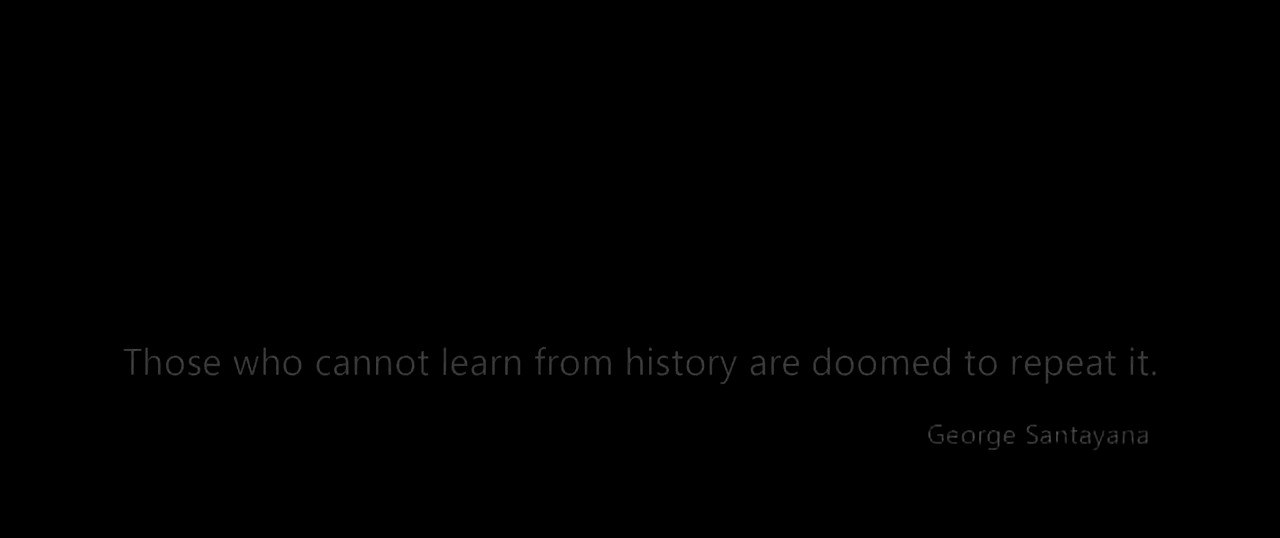 Those who cannot learn from history are doomed to repeat it.
George Santayana